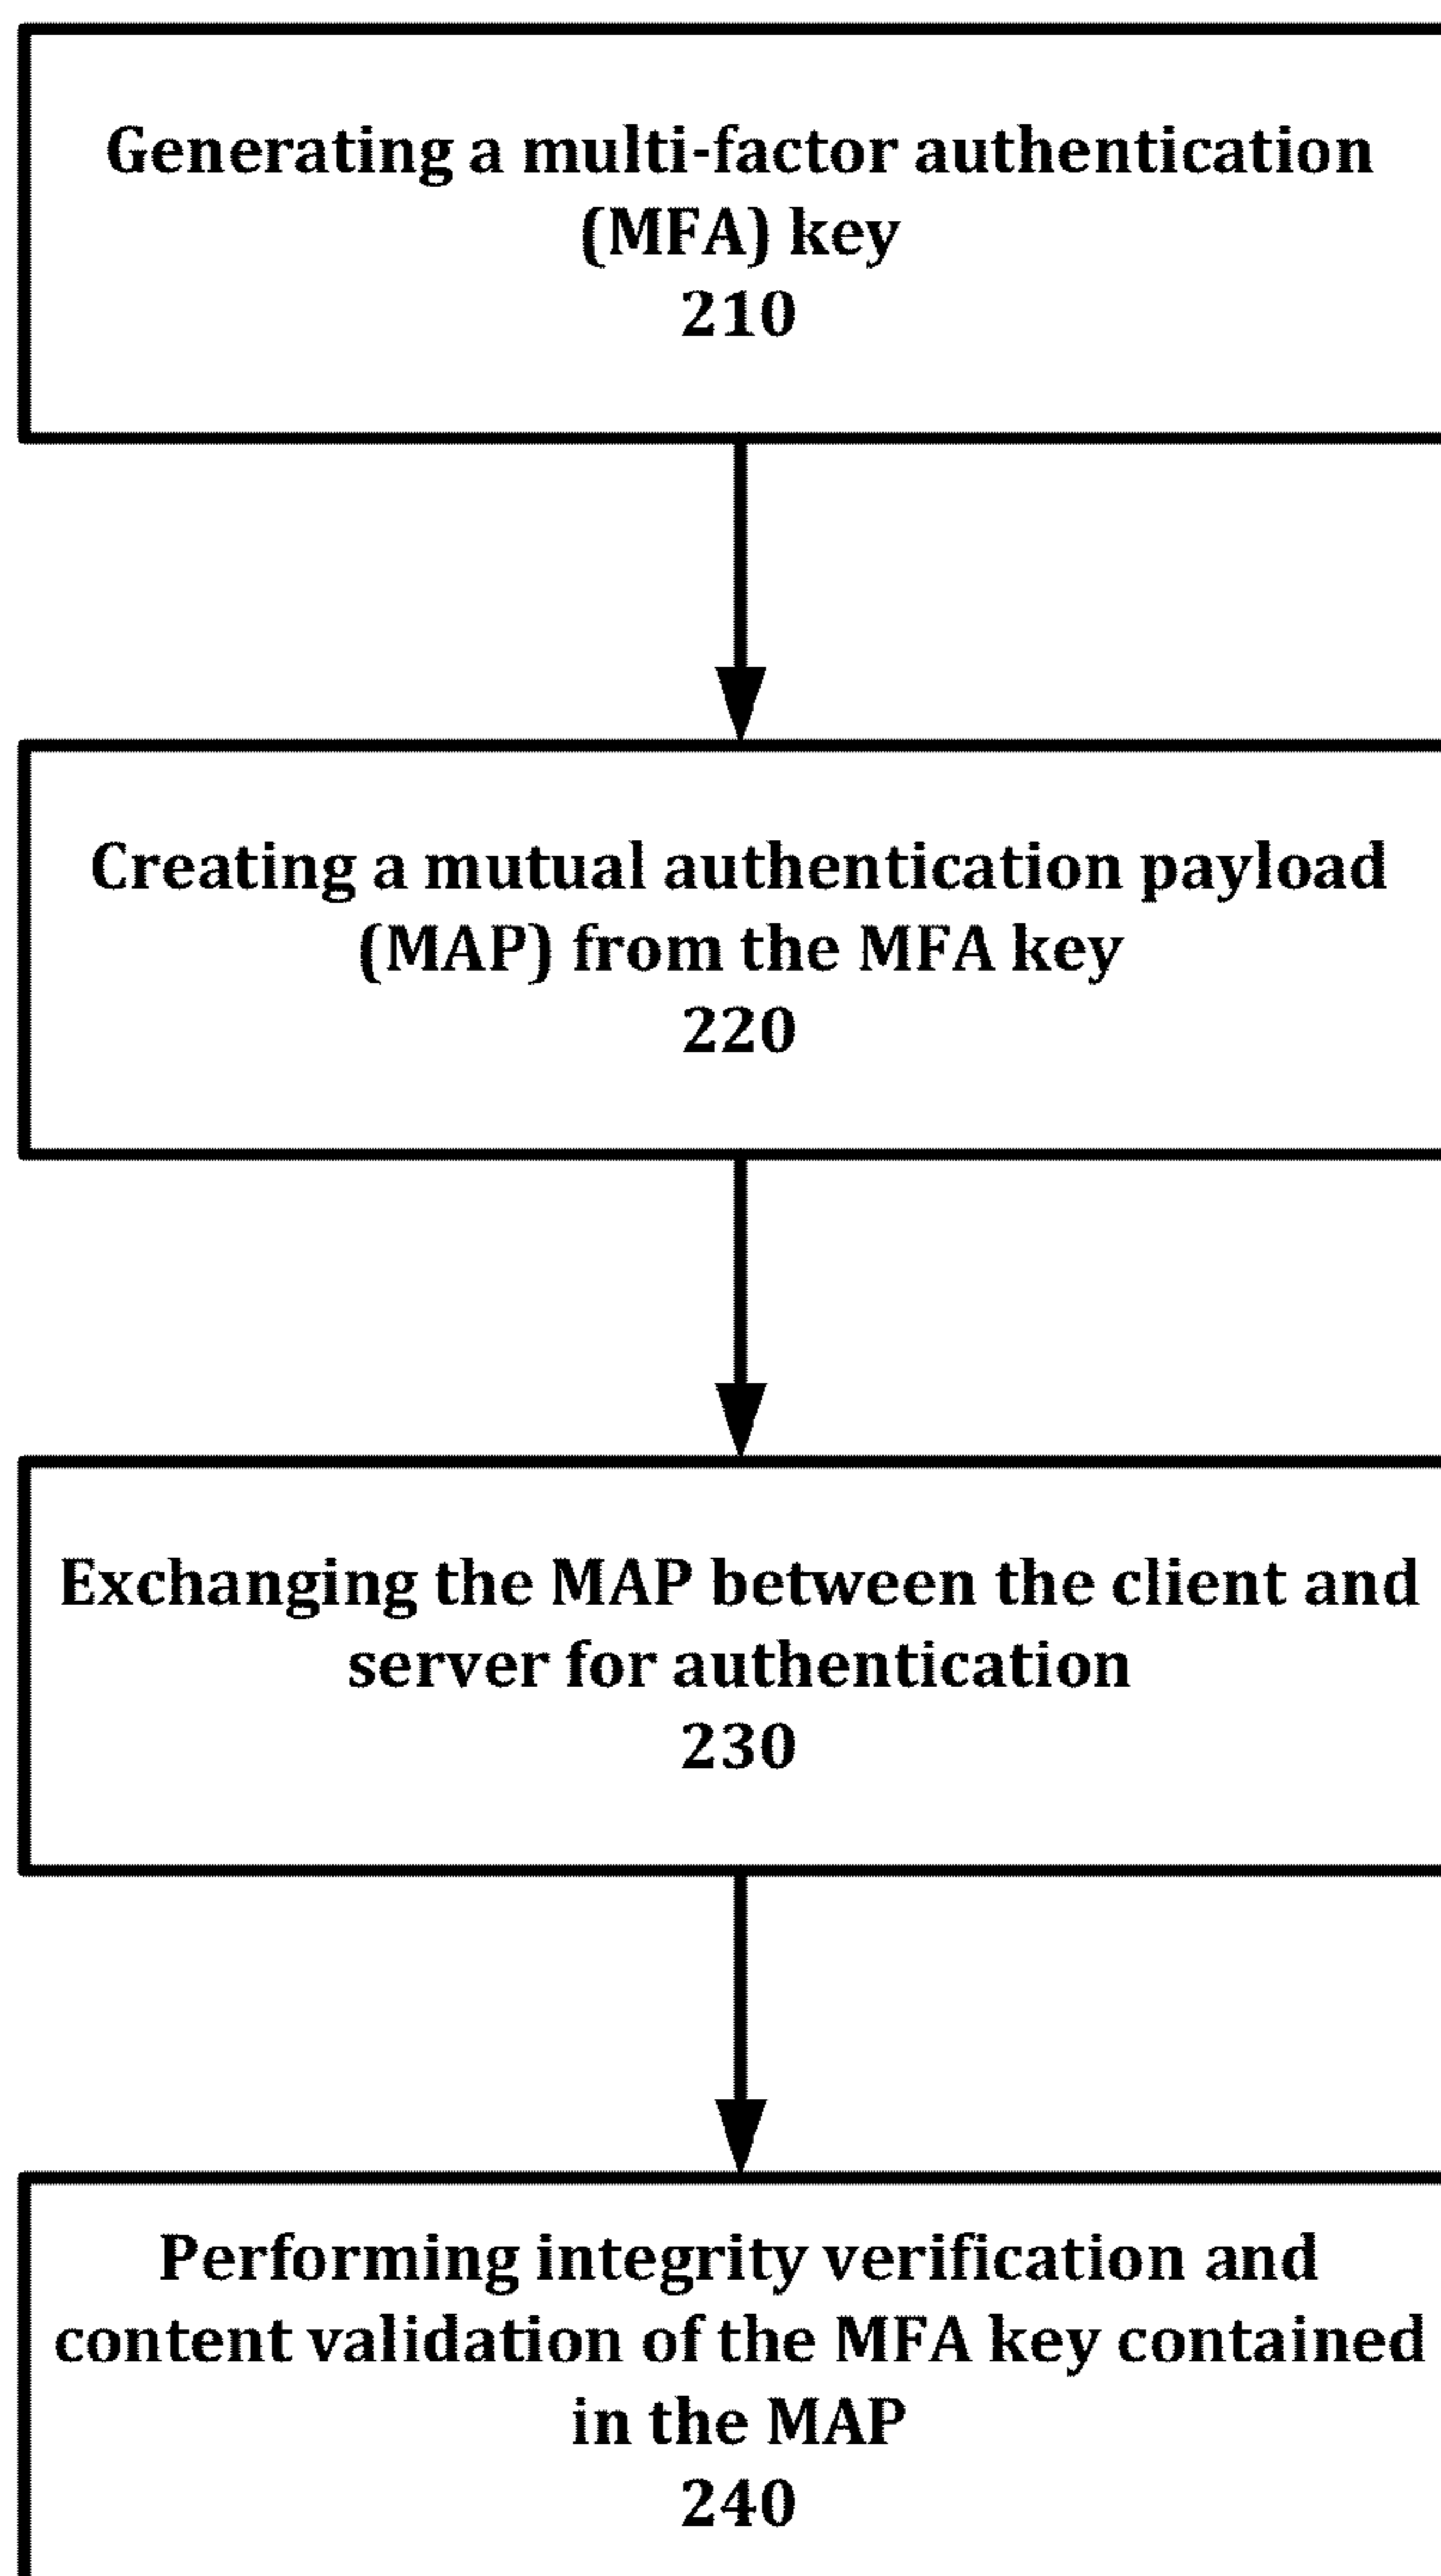 Generating a multi-factor authentication
(MFA) key
210
Creating a mutual authentication payload
(MAP) from the MFA key
220
Exchanging the MAP between the client and
server for authentication
230
Performing integrity verification and
content validation of the MFA key contained
in the MAP
240